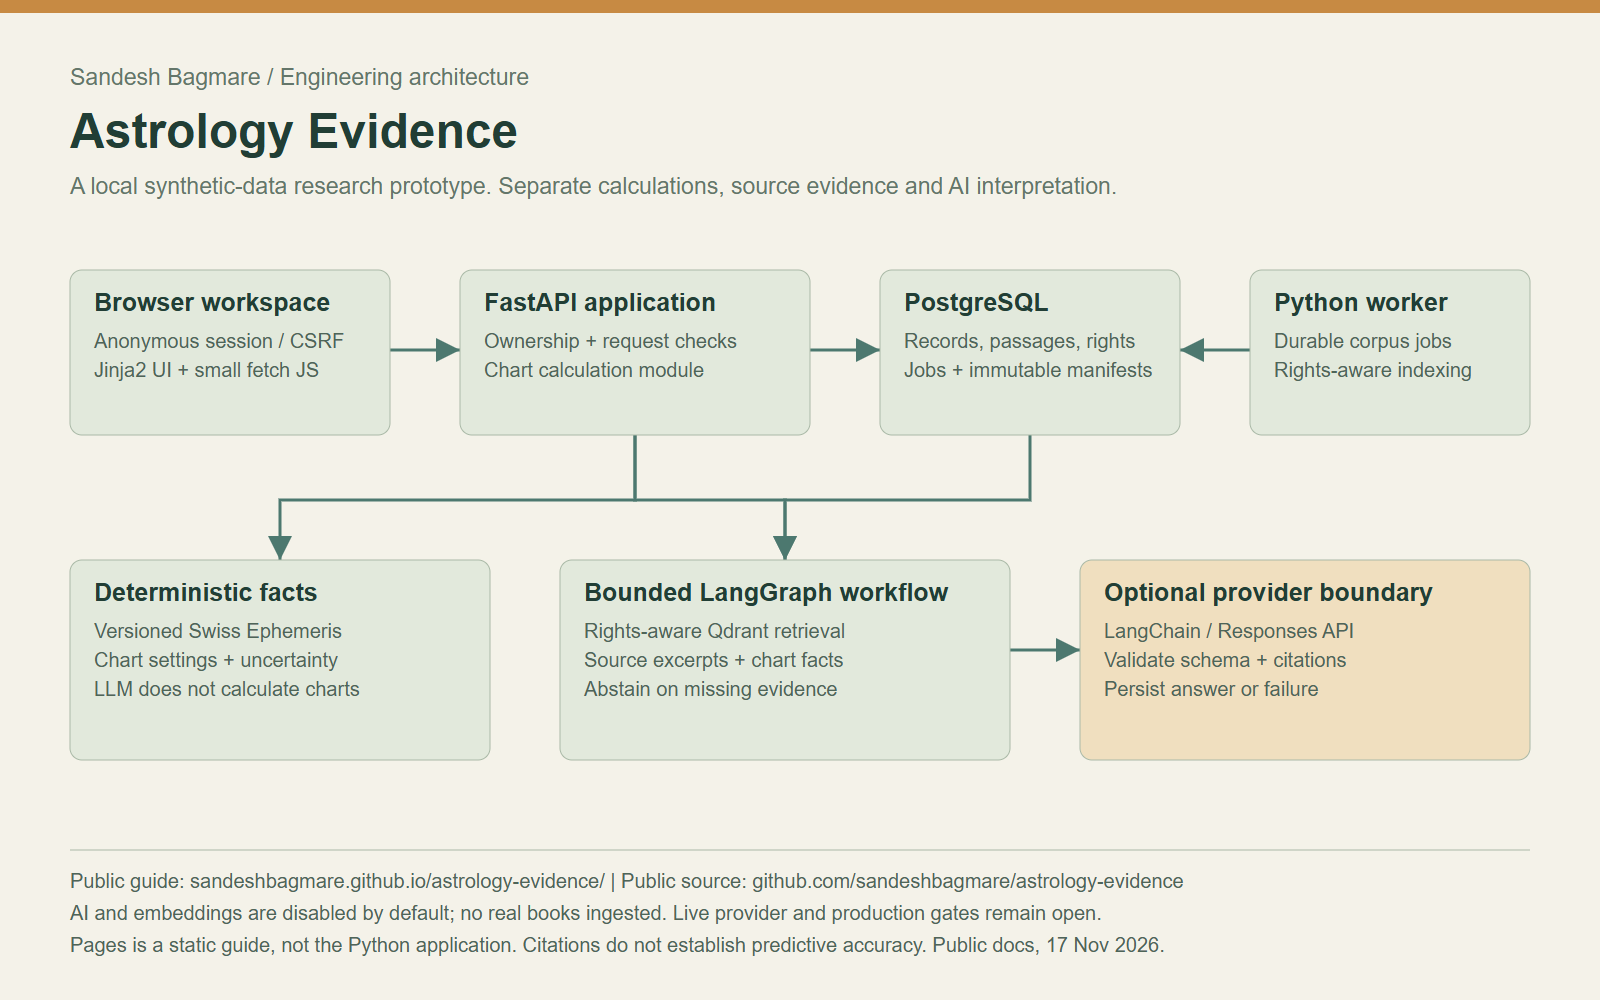 Sandesh Bagmare / Engineering architecture
Astrology Evidence
A local synthetic-data research prototype. Separate calculations, source evidence and AI interpretation.
Browser workspace
Anonymous session / CSRF
Jinja2 UI + small fetch JS
FastAPI application
Ownership + request checks
Chart calculation module
PostgreSQL
Records, passages, rights
Jobs + immutable manifests
Python worker
Durable corpus jobs
Rights-aware indexing
Deterministic facts
Versioned Swiss Ephemeris
Chart settings + uncertainty
LLM does not calculate charts
Bounded LangGraph workflow
Rights-aware Qdrant retrieval
Source excerpts + chart facts
Abstain on missing evidence
Optional provider boundary
LangChain / Responses API
Validate schema + citations
Persist answer or failure
Public guide: sandeshbagmare.github.io/astrology-evidence/ | Public source: github.com/sandeshbagmare/astrology-evidence
AI and embeddings are disabled by default; no real books ingested. Live provider and production gates remain open.
Pages is a static guide, not the Python application. Citations do not establish predictive accuracy. Public docs, 17 Nov 2026.